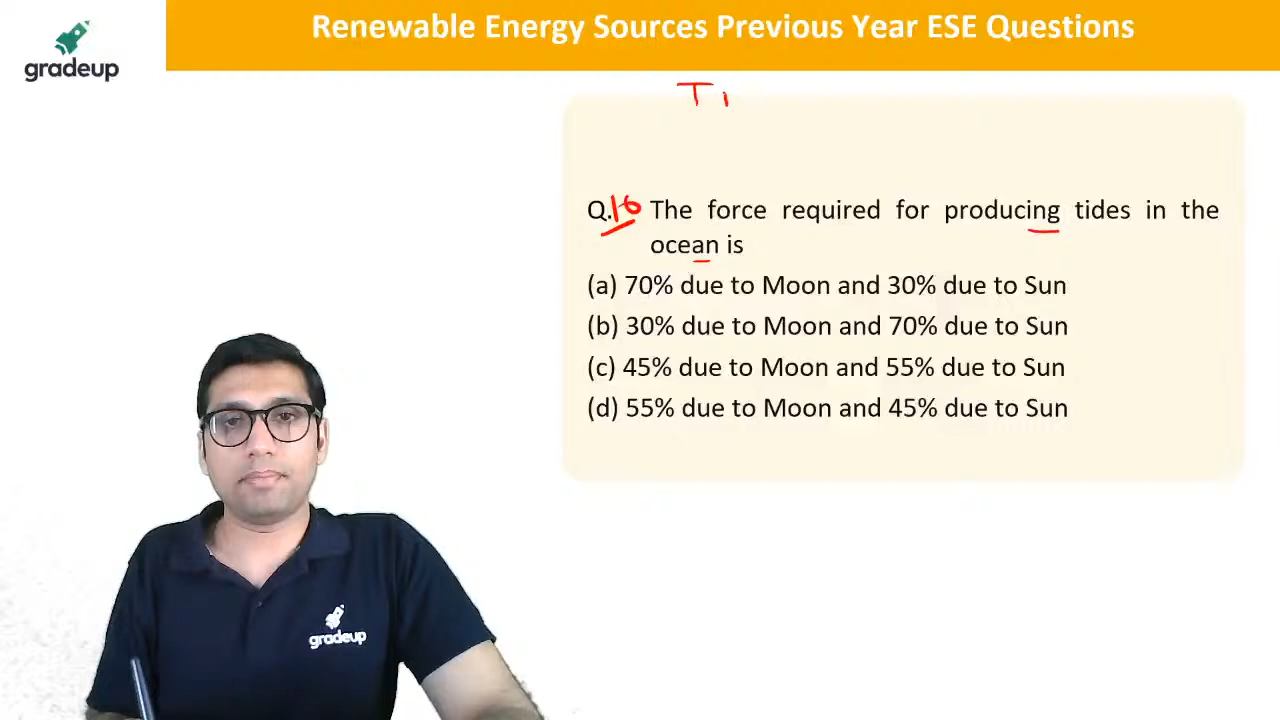 Renewable Energy Sources Previous Year ESE Questions
gradeup
Ti
Q.16 The force required for producing tides in the
ocean is
(a) 70% due to Moon and 30% due to Sun
(b) 30% due to Moon and 70% due to Sun
(c) 45% due to Moon and 55% due to Sun
(d) 55% due to Moon and 45% due to Sun
gradeup